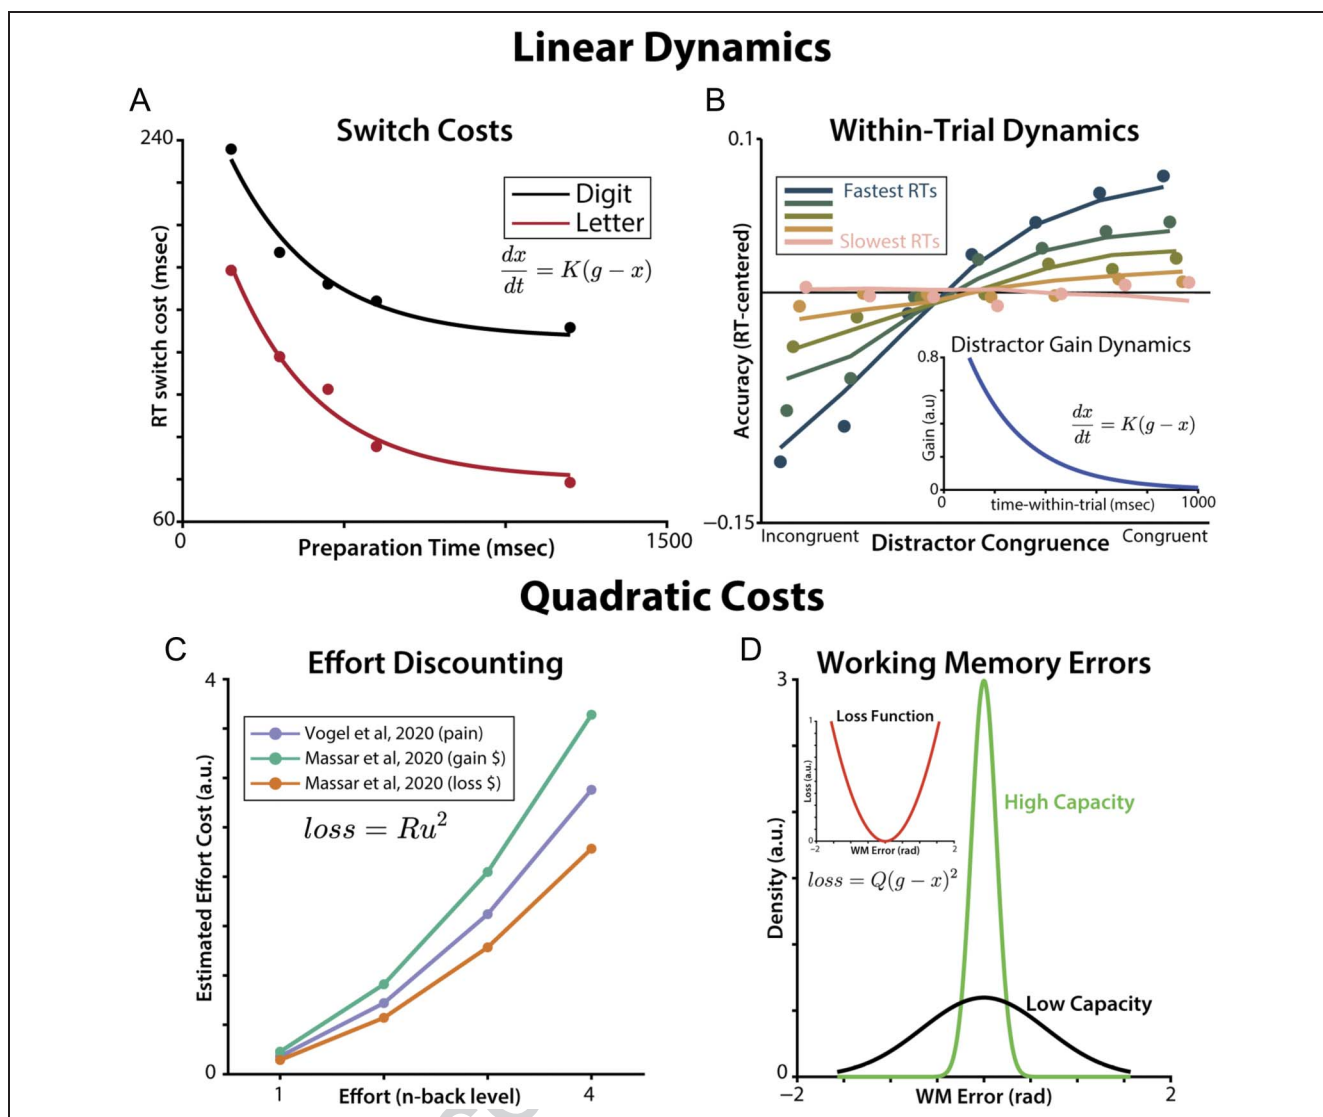 Linear Dynamics
A
Switch Costs
240
Digit
Letter
dx/dt = K(g − x)
RT switch cost (msec)
60
0
Preparation Time (msec)
1500
B
Within-Trial Dynamics
0.1
Fastest RTs
Slowest RTs
Accuracy (RT-centered)
Distractor Gain Dynamics
0.8
dx/dt = K(g − x)
Gain (a.u)
0
0
time-within-trial (msec)
1000
−0.15
Incongruent
Distractor Congruence
Congruent
Quadratic Costs
C
Effort Discounting
4
Vogel et al, 2020 (pain)
Massar et al, 2020 (gain $)
Massar et al, 2020 (loss $)
loss = Ru²
Estimated Effort Cost (a.u.)
0
1
Effort (n-back level)
4
D
Working Memory Errors
3
Loss Function
1
Loss (a.u.)
0
−2
WM Error (rad)
2
loss = Q(g − x)²
High Capacity
Density (a.u.)
Low Capacity
0
−2
WM Error (rad)
2